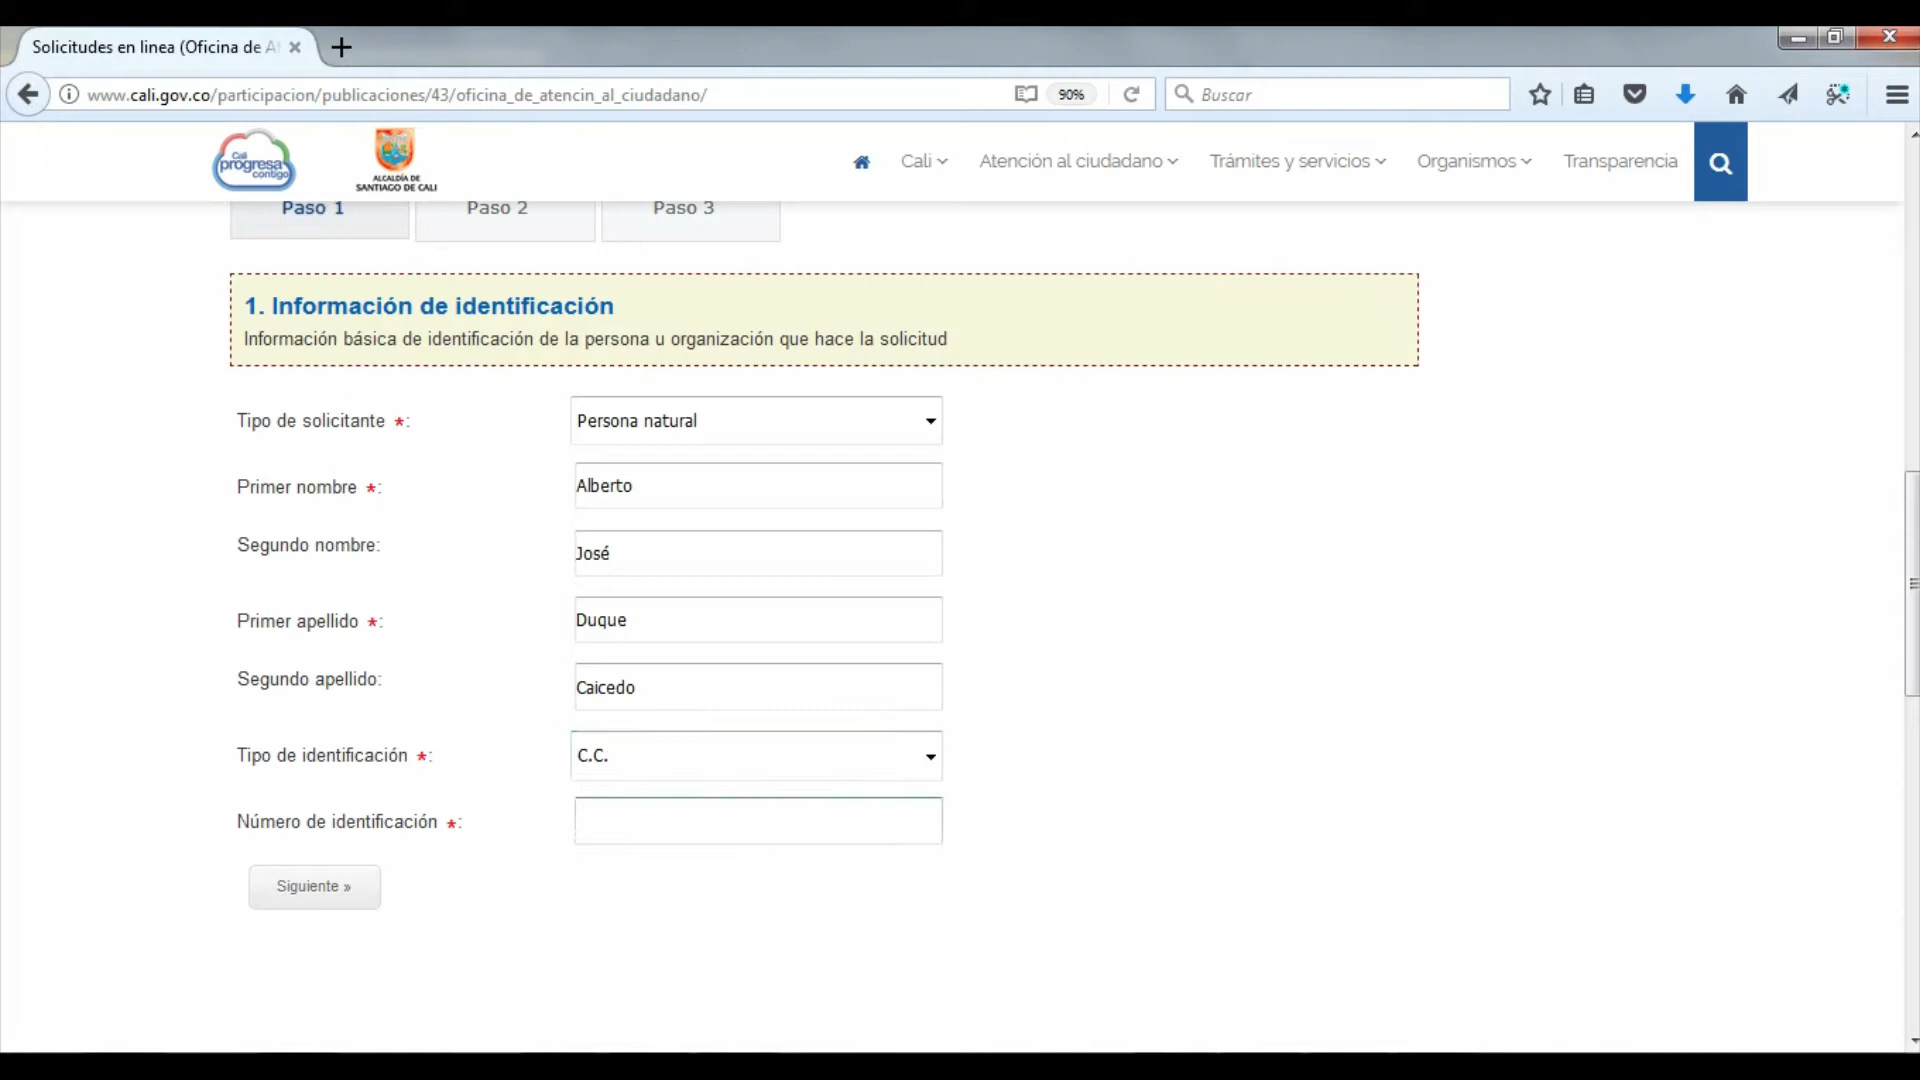 Solicitudes en linea (Oficina de A
www.cali.gov.co/participacion/publicaciones/43/oficina_de_atencin_al_ciudadano/
90%
Buscar
Cali progresa contigo
ALCALDÍA DE
SANTIAGO DE CALI
Cali
Atención al ciudadano
Trámites y servicios
Organismos
Transparencia
Paso 1
Paso 2
Paso 3
1. Información de identificación
Información básica de identificación de la persona u organización que hace la solicitud
Tipo de solicitante *: Persona natural
Primer nombre *: Alberto
Segundo nombre: José
Primer apellido *: Duque
Segundo apellido: Caicedo
Tipo de identificación *: C.C.
Número de identificación *:
Siguiente »